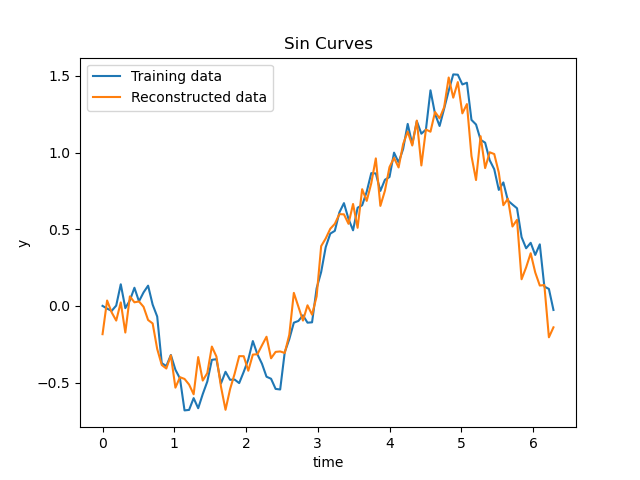 Sin Curves
Training data
Reconstructed data
1.5
1.0
0.5
0.0
−0.5
y
0 1 2 3 4 5 6
time